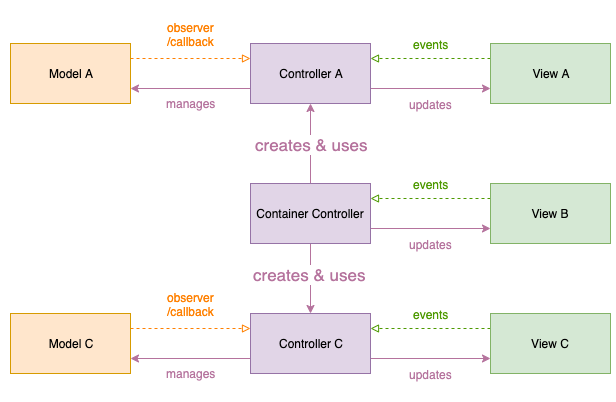 observer
/callback
events
Model A
Controller A
View A
manages
updates
creates & uses
events
Container Controller
View B
updates
creates & uses
observer
/callback
events
Model C
Controller C
View C
manages
updates